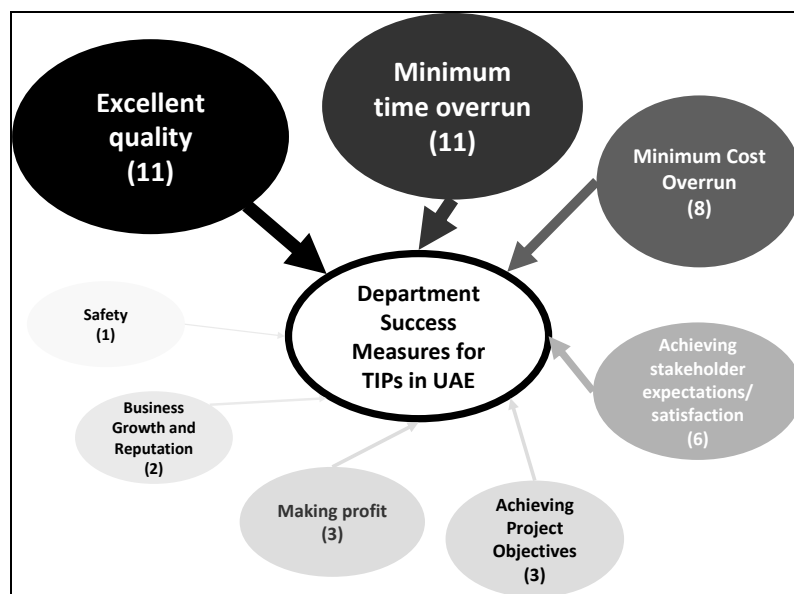 Excellent
quality
(11)
Minimum
time overrun
(11)
Minimum Cost
Overrun
(8)
Department
Success
Measures for
TIPs in UAE
Safety
(1)
Achieving
stakeholder
expectations/
satisfaction
(6)
Business
Growth and
Reputation
(2)
Making profit
(3)
Achieving
Project
Objectives
(3)